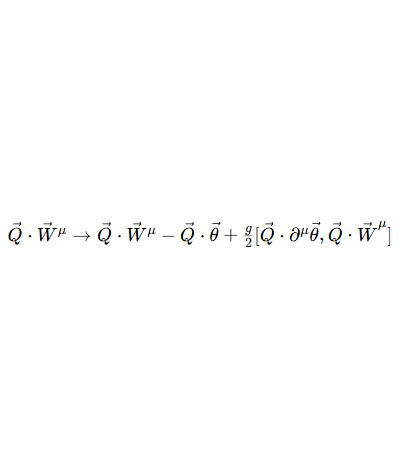 $\vec{Q} \cdot \vec{W}^{\mu} \rightarrow \vec{Q} \cdot \vec{W}^{\mu} - \vec{Q} \cdot \vec{\theta} + \frac{g}{2}[\vec{Q} \cdot \partial^{\mu}\vec{\theta}, \vec{Q} \cdot \vec{W}^{\mu}]$